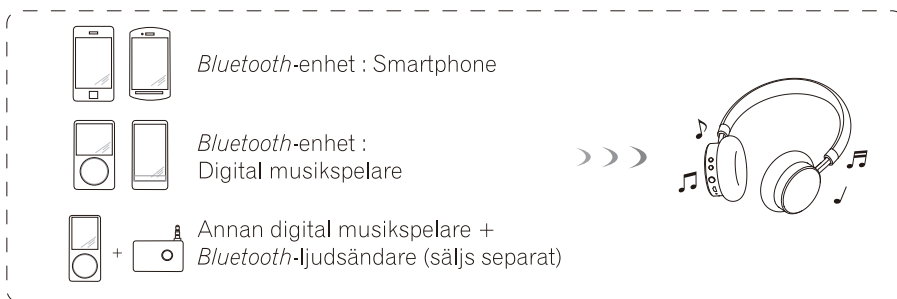 Bluetooth-enhet : Smartphone
Bluetooth-enhet :
Digital musikspelare
+
Annan digital musikspelare +
Bluetooth-ljudsändare (säljs separat)